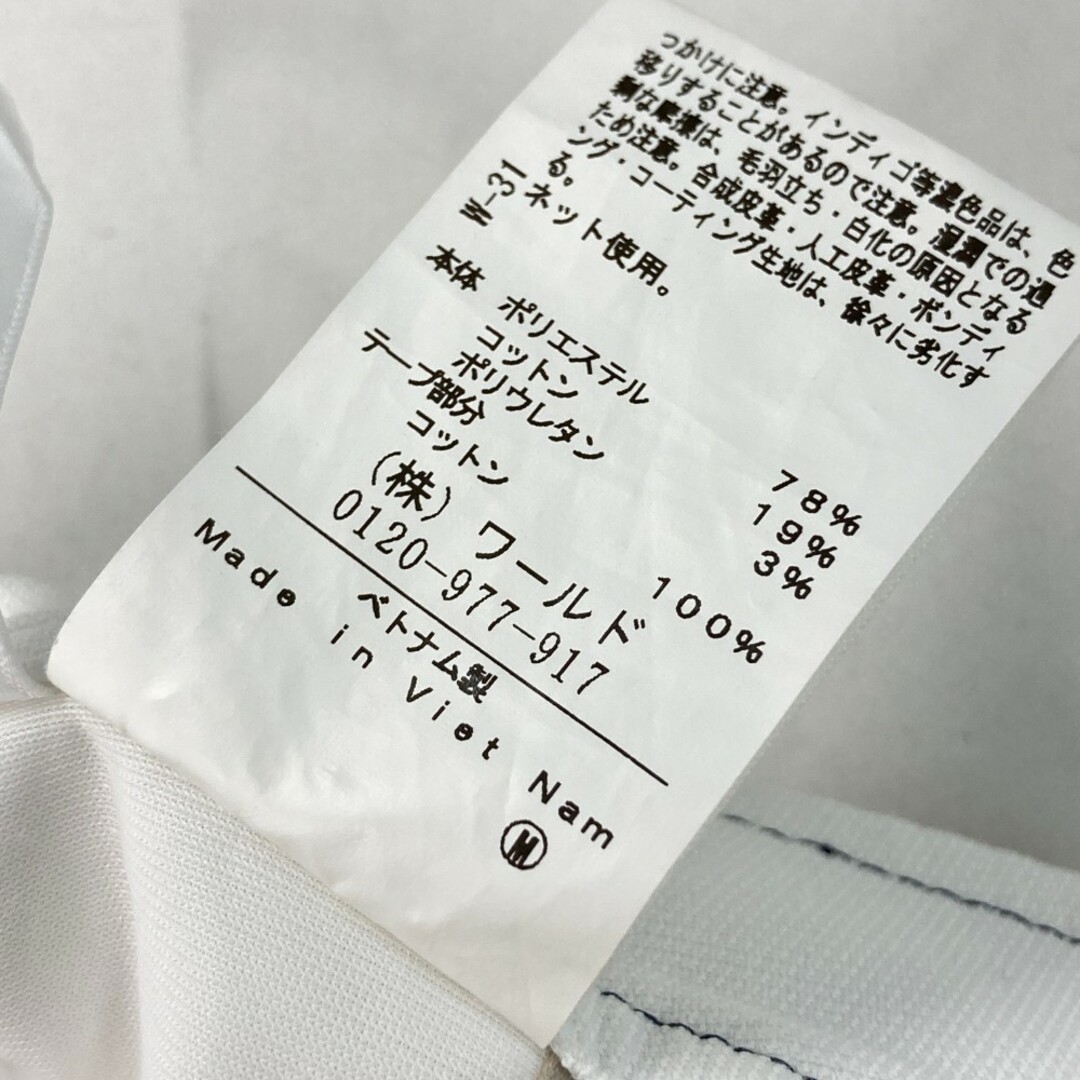 っかけに注意。インディゴ等濃色品は、色
移りすることがあるので注意。湿潤での過
剰な摩擦は、毛羽立ち・白化の原因となる
ため注意。合成皮革・人工皮革・ボンディ
ング・コーティング生地は、徐々に劣化す
る。
ネット使用。
W-31
本体
ポリエステル 78%
コットン 19%
ポリウレタン 3%
テープ部分
コットン 100%
(株)ワールド
0120-977-917
ベトナム製
Made in Viet Nam
M